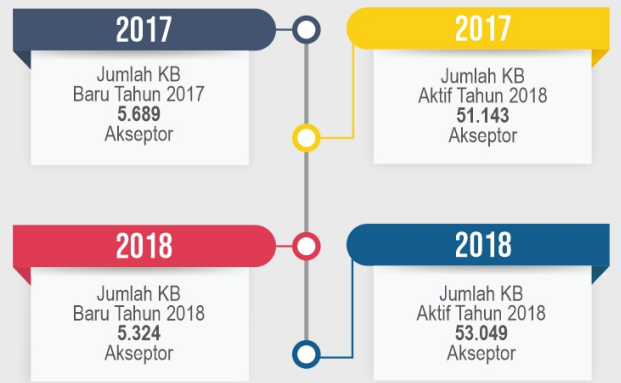 2017
Jumlah KB
Baru Tahun 2017
5.689
Akseptor
2017
Jumlah KB
Aktif Tahun 2018
51.143
Akseptor
2018
Jumlah KB
Baru Tahun 2018
5.324
Akseptor
2018
Jumlah KB
Aktif Tahun 2018
53.049
Akseptor